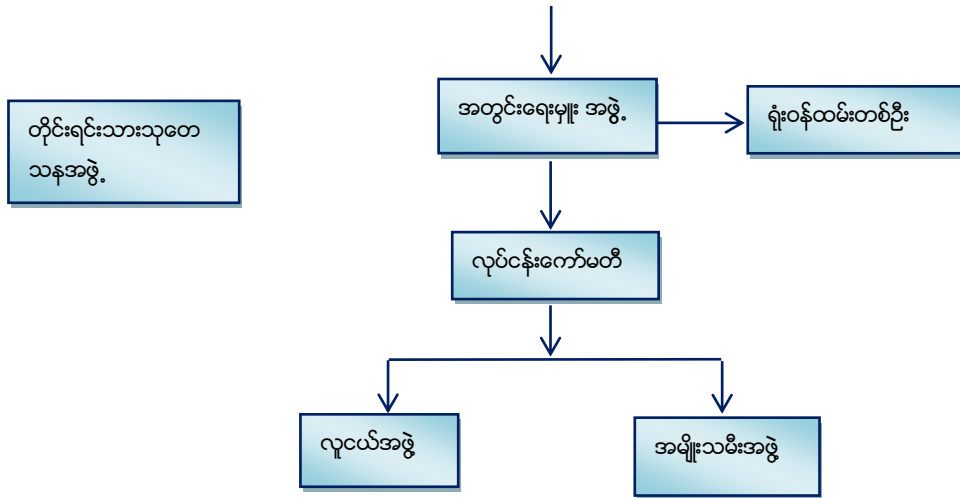 အတွင်းရေးမှူး အဖွဲ့
ရုံးဝန်ထမ်းတစ်ဦး
တိုင်းရင်းသားသုတေ
သနအဖွဲ့
လုပ်ငန်းကော်မတီ
လူငယ်အဖွဲ့
အမျိုးသမီးအဖွဲ့